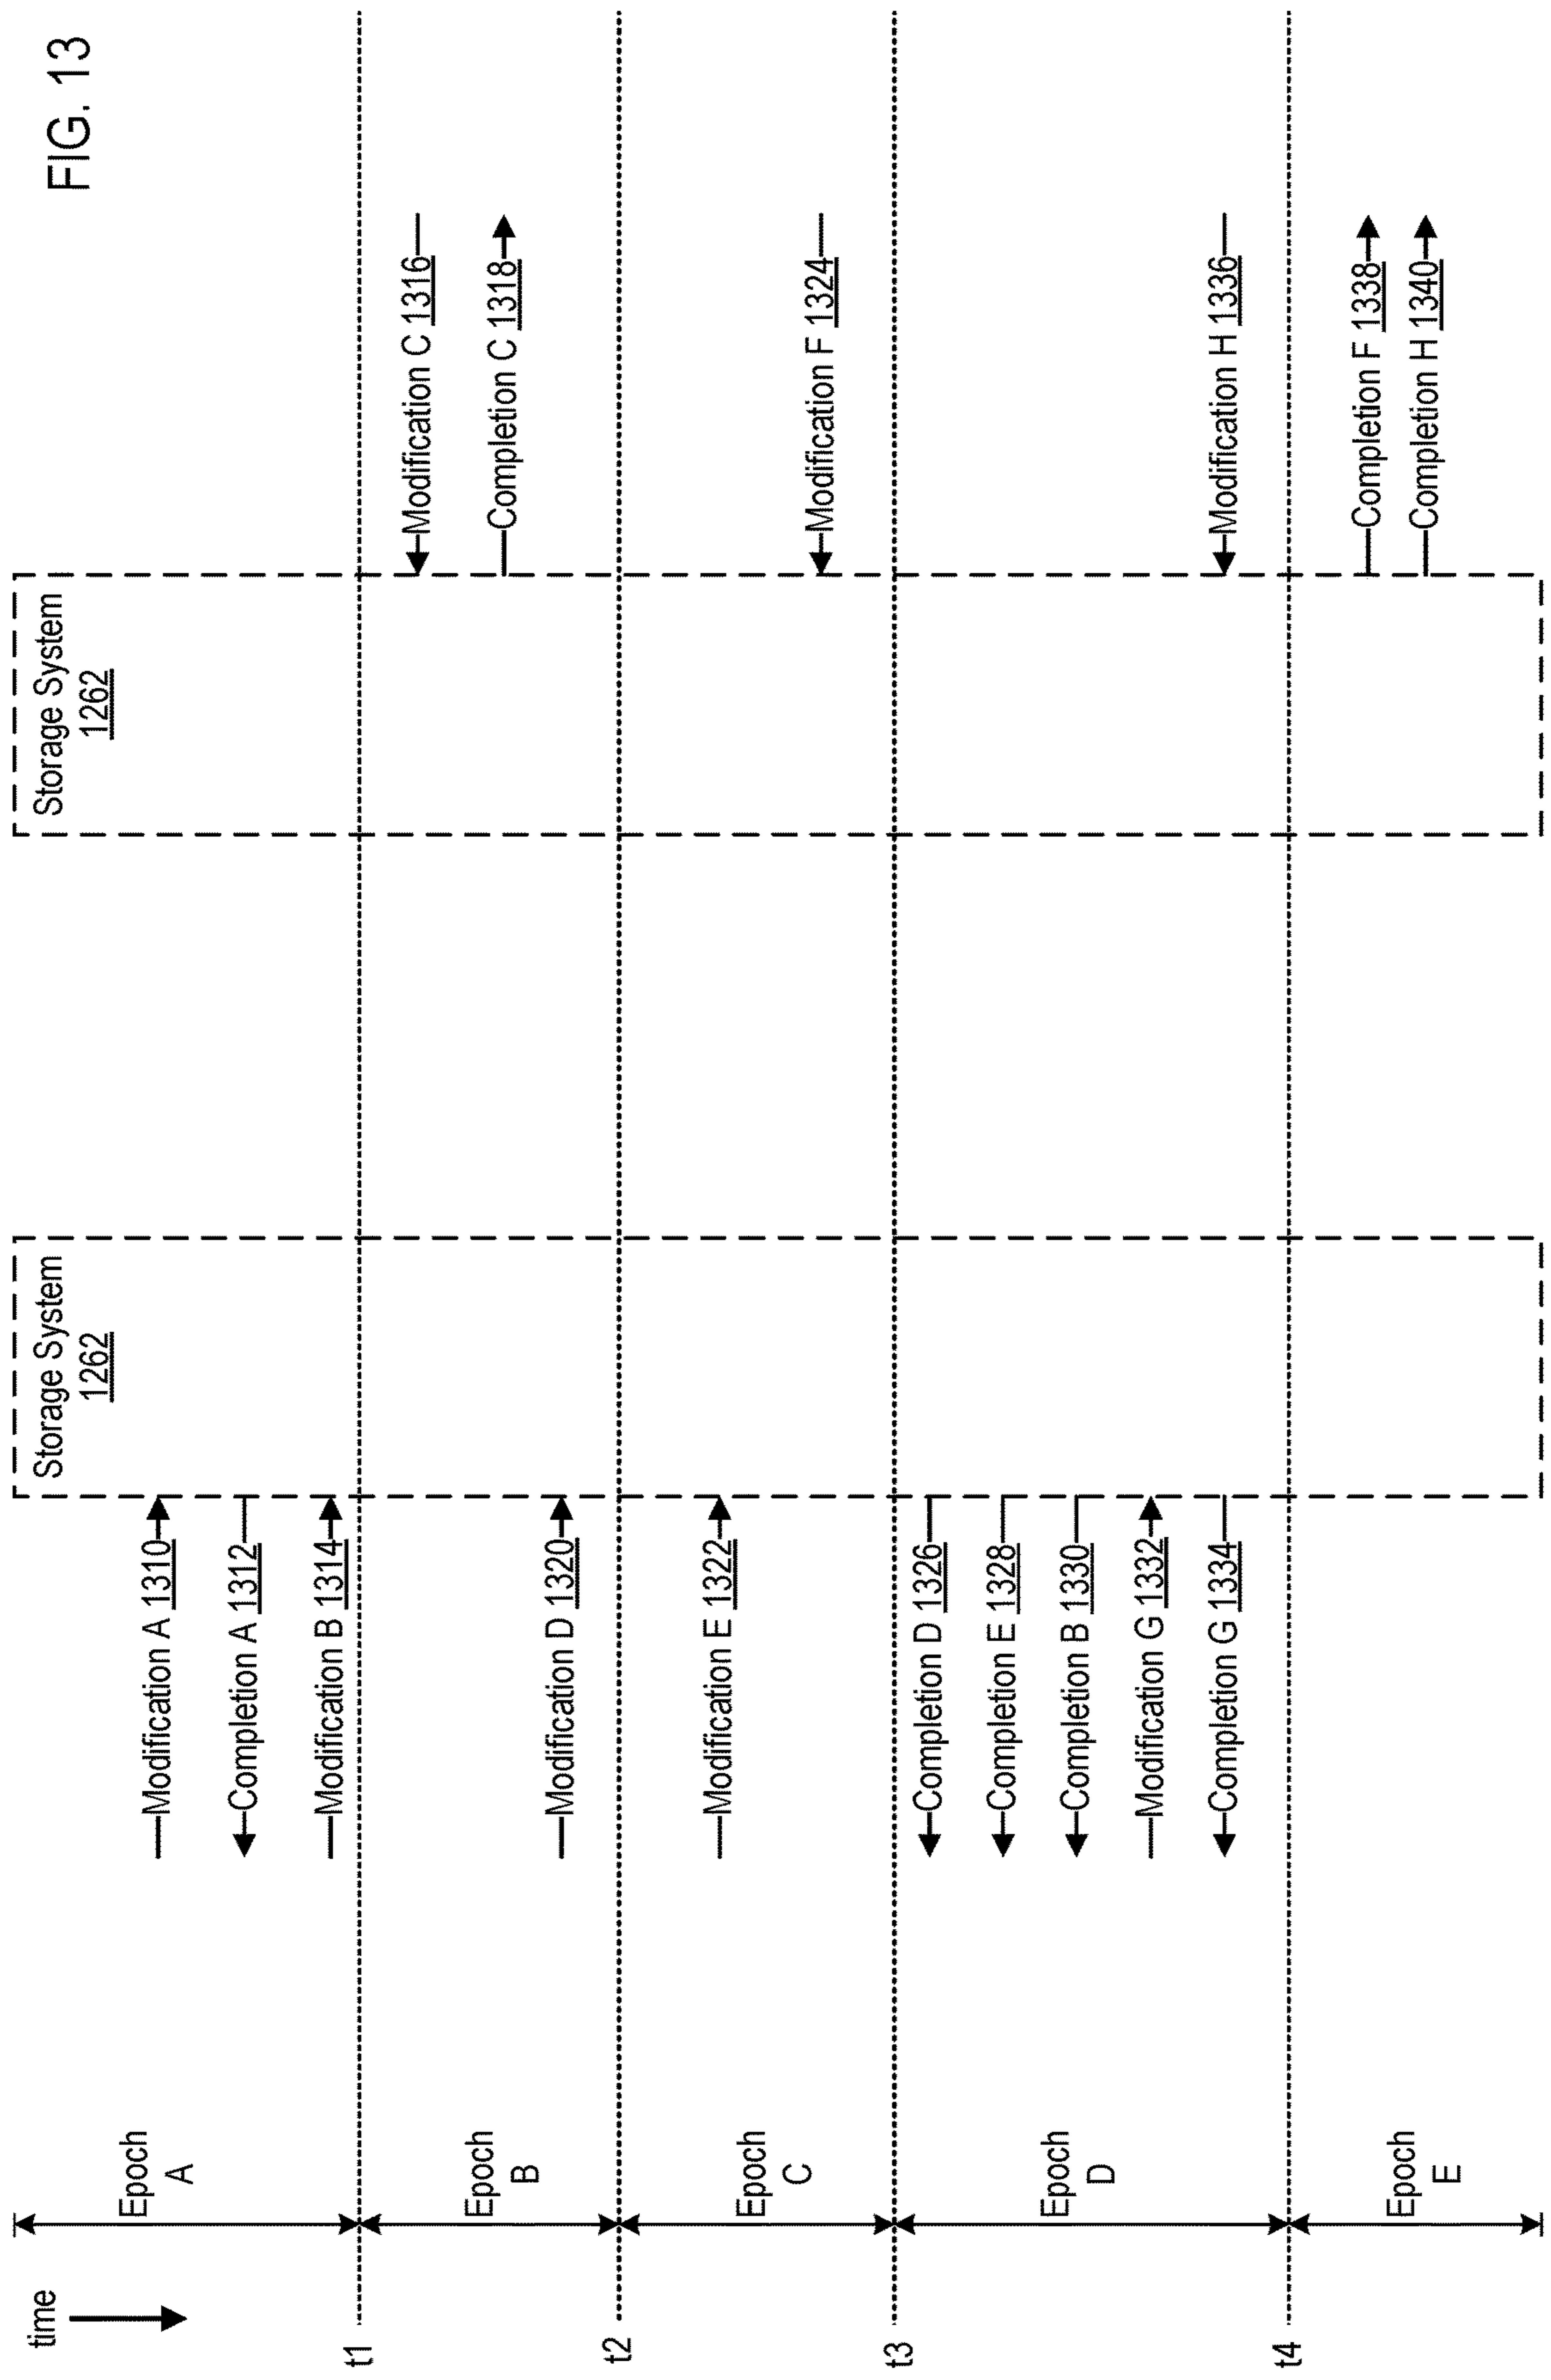 FIG. 13
time
Storage System
1262
Storage System
1262
Epoch
A
Modification A 1310
Completion A 1312
Modification B 1314
t1
Epoch
B
Modification C 1316
Completion C 1318
Modification D 1320
t2
Epoch
C
Modification E 1322
Modification F 1324
t3
Epoch
D
Completion D 1326
Completion E 1328
Completion B 1330
Modification G 1332
Completion G 1334
Modification H 1336
t4
Epoch
E
Completion F 1338
Completion H 1340